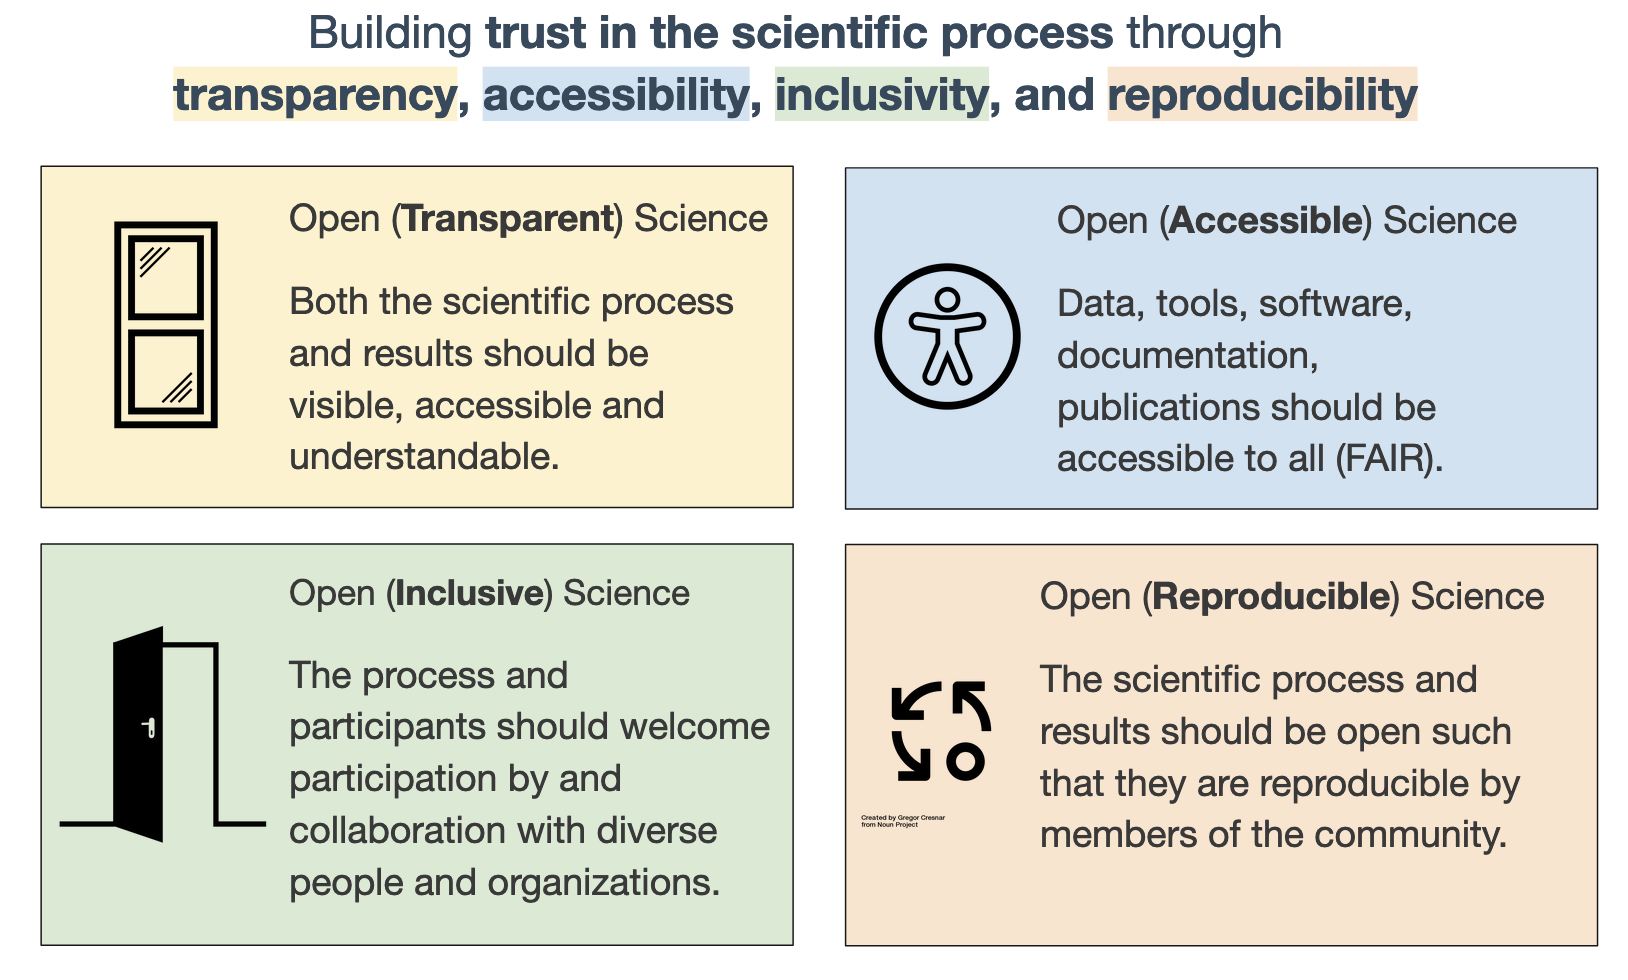 Building trust in the scientific process through
transparency, accessibility, inclusivity, and reproducibility
Open (Transparent) Science
Both the scientific process
and results should be
visible, accessible and
understandable.
Open (Accessible) Science
Data, tools, software,
documentation,
publications should be
accessible to all (FAIR).
Open (Inclusive) Science
The process and
participants should welcome
participation by and
collaboration with diverse
people and organizations.
Open (Reproducible) Science
The scientific process and
results should be open such
that they are reproducible by
members of the community.
Created by Gregor Cresnar
from Noun Project